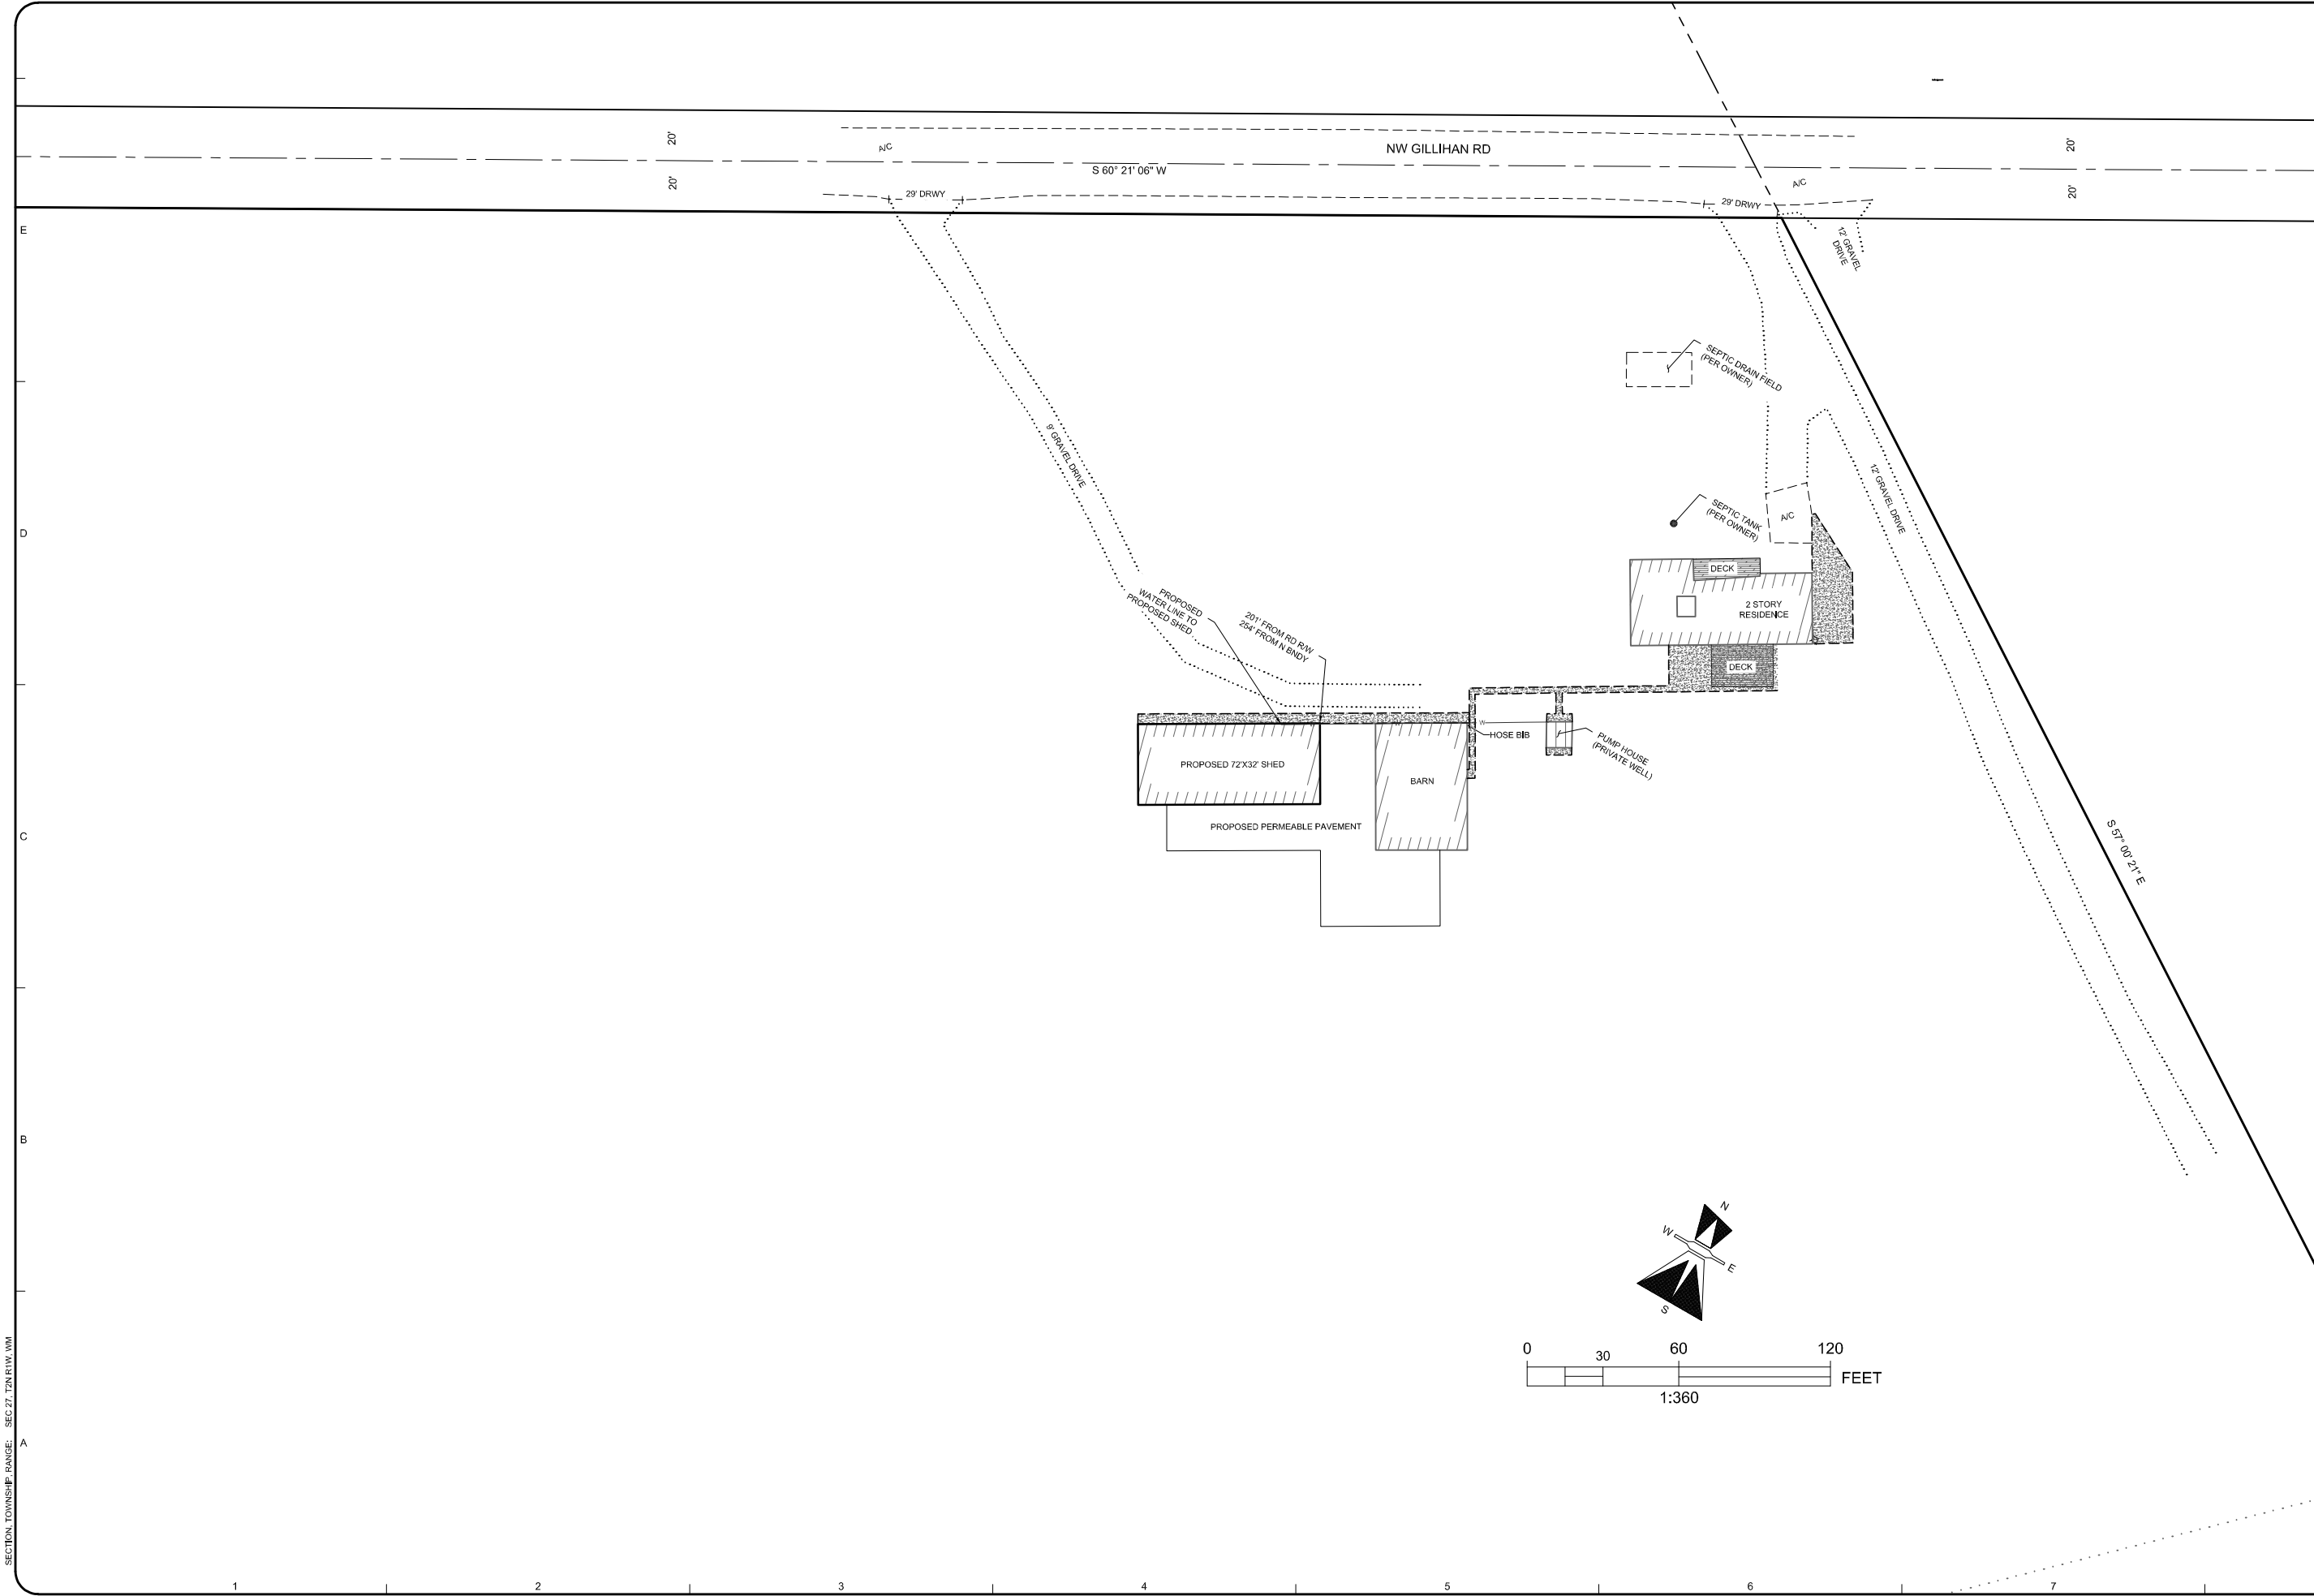 20'
20'
A/C
NW GILLIHAN RD
S 60° 21' 06" W
20'
20'
A/C
29' DRWY
29' DRWY
E
12' GRAVEL
DRIVE
SEPTIC DRAIN FIELD
(PER OWNER)
9' GRAVEL DRIVE
12' GRAVEL DRIVE
SEPTIC TANK
(PER OWNER)
A/C
D
DECK
2 STORY
RESIDENCE
DECK
PROPOSED
WATER LINE TO
PROPOSED SHED
201' FROM RD R/W
254' FROM N BNDY
W
W
W
HOSE BIB
PUMP HOUSE
(PRIVATE WELL)
PROPOSED 72'X32' SHED
BARN
PROPOSED PERMEABLE PAVEMENT
C
S 57° 00' 21" E
B
N
W
E
S
0
30
60
120
FEET
1:360
A
SECTION, TOWNSHIP, RANGE: SEC 27, T2N R1W, WM
1
2
3
4
5
6
7